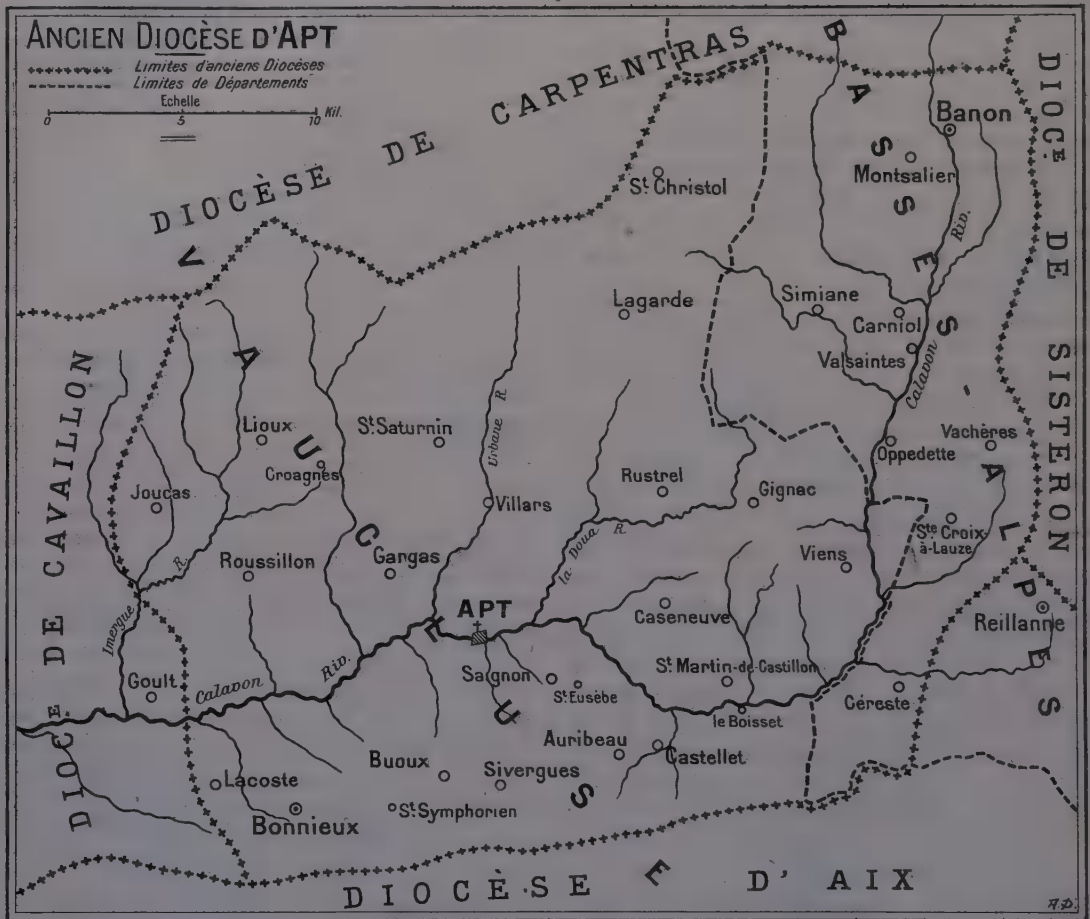 ANCIEN DIOCÈSE D'APT
Limites d'anciens Diocèses
Limites de Départements
Echelle
0 5 10 Kil.
DIOCÈSE DE CARPENTRAS
DIOCE DE SISTERON
DIOCE DE CAVAILLON
DIOCÈSE D'AIX
VAUCLUSE
BASSES-ALPES
Banon
Montsalier
St Christol
Riv.
Lagarde
Simiane
Carniol
Valsaintes
Calavon
Lioux
St Saturnin
Urbane R.
Croagnes
Oppedette
Vachères
Joucas
Rustrel
Gignac
Villars
Ste Croix
à-Lauze
la Doua R.
Viens
R.
Roussillon
Gargas
Imergue
APT
Caseneuve
Reillanne
St Martin-de-Castillon
Saignon
St Eusèbe
Goult
Calavon Riv.
Céreste
le Boisset
Auribeau
Castellet
Buoux
Sivergues
Lacoste
St Symphorien
Bonnieux
A.D.